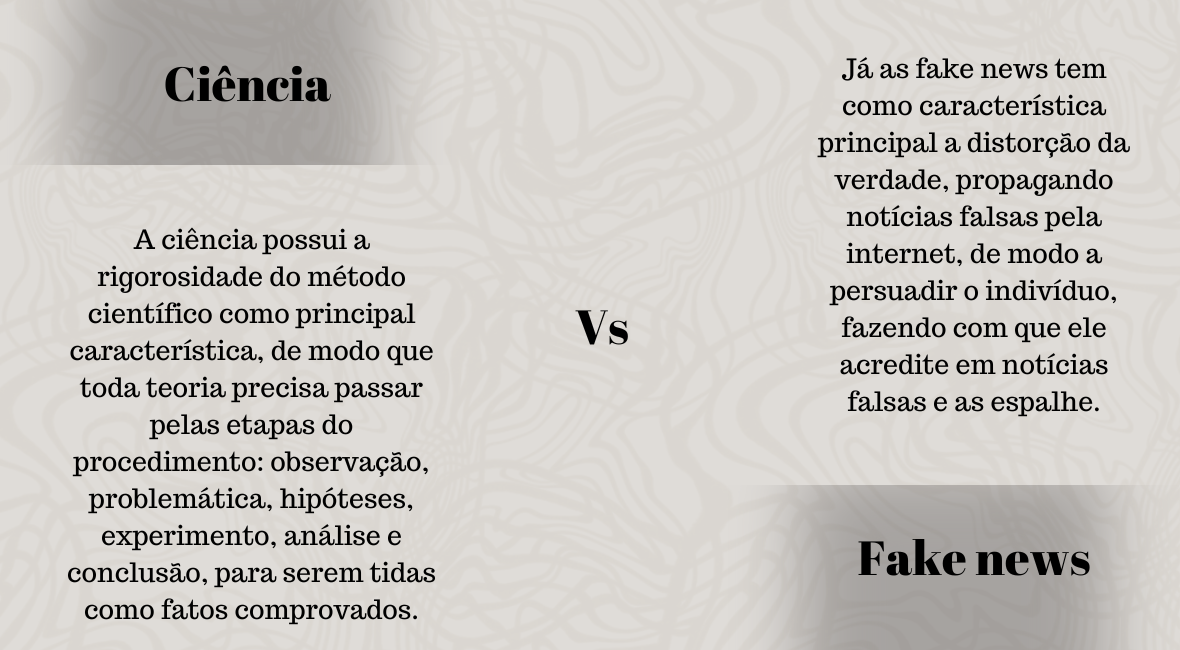 Ciência
A ciência possui a
rigorosidade do método
científico como principal
característica, de modo que
toda teoria precisa passar
pelas etapas do
procedimento: observação,
problemática, hipóteses,
experimento, análise e
conclusão, para serem tidas
como fatos comprovados.
Vs
Já as fake news tem
como característica
principal a distorção da
verdade, propagando
notícias falsas pela
internet, de modo a
persuadir o indivíduo,
fazendo com que ele
acredite em notícias
falsas e as espalhe.
Fake news